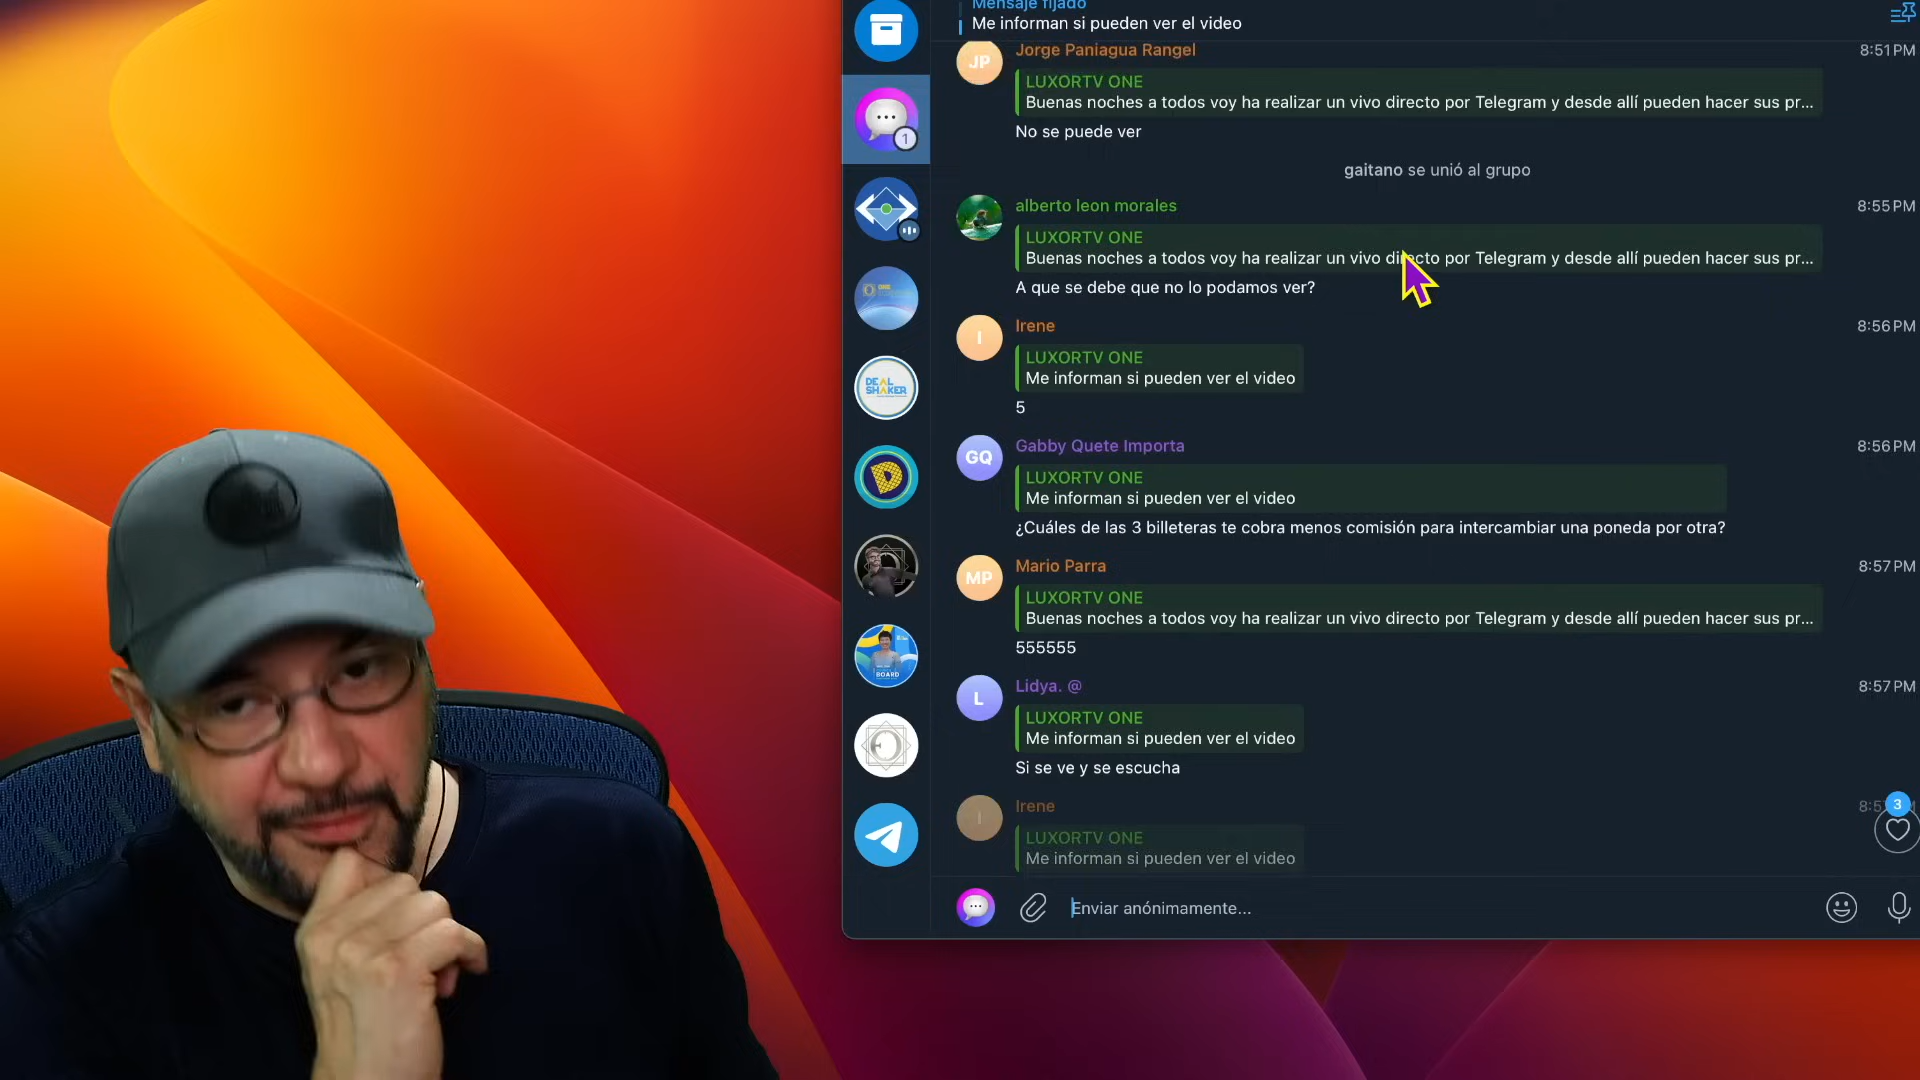 Mensaje fijado
Me informan si pueden ver el video
Jorge Paniagua Rangel
8:51 PM
JP
LUXORTV ONE
Buenas noches a todos voy ha realizar un vivo directo por Telegram y desde allí pueden hacer sus pr...
No se puede ver
1
gaitano se unió al grupo
alberto leon morales
8:55 PM
LUXORTV ONE
Buenas noches a todos voy ha realizar un vivo directo por Telegram y desde allí pueden hacer sus pr...
A que se debe que no lo podamos ver?
Irene
8:56 PM
I
LUXORTV ONE
Me informan si pueden ver el video
5
DEAL SHAKER
Gabby Quete Importa
8:56 PM
GQ
LUXORTV ONE
Me informan si pueden ver el video
¿Cuáles de las 3 billeteras te cobra menos comisión para intercambiar una poneda por otra?
D
Mario Parra
8:57 PM
MP
LUXORTV ONE
Buenas noches a todos voy ha realizar un vivo directo por Telegram y desde allí pueden hacer sus pr...
555555
BOARD
Lidya. @
8:57 PM
L
LUXORTV ONE
Me informan si pueden ver el video
Si se ve y se escucha
Irene
3
I
LUXORTV ONE
Me informan si pueden ver el video
Enviar anónimamente...